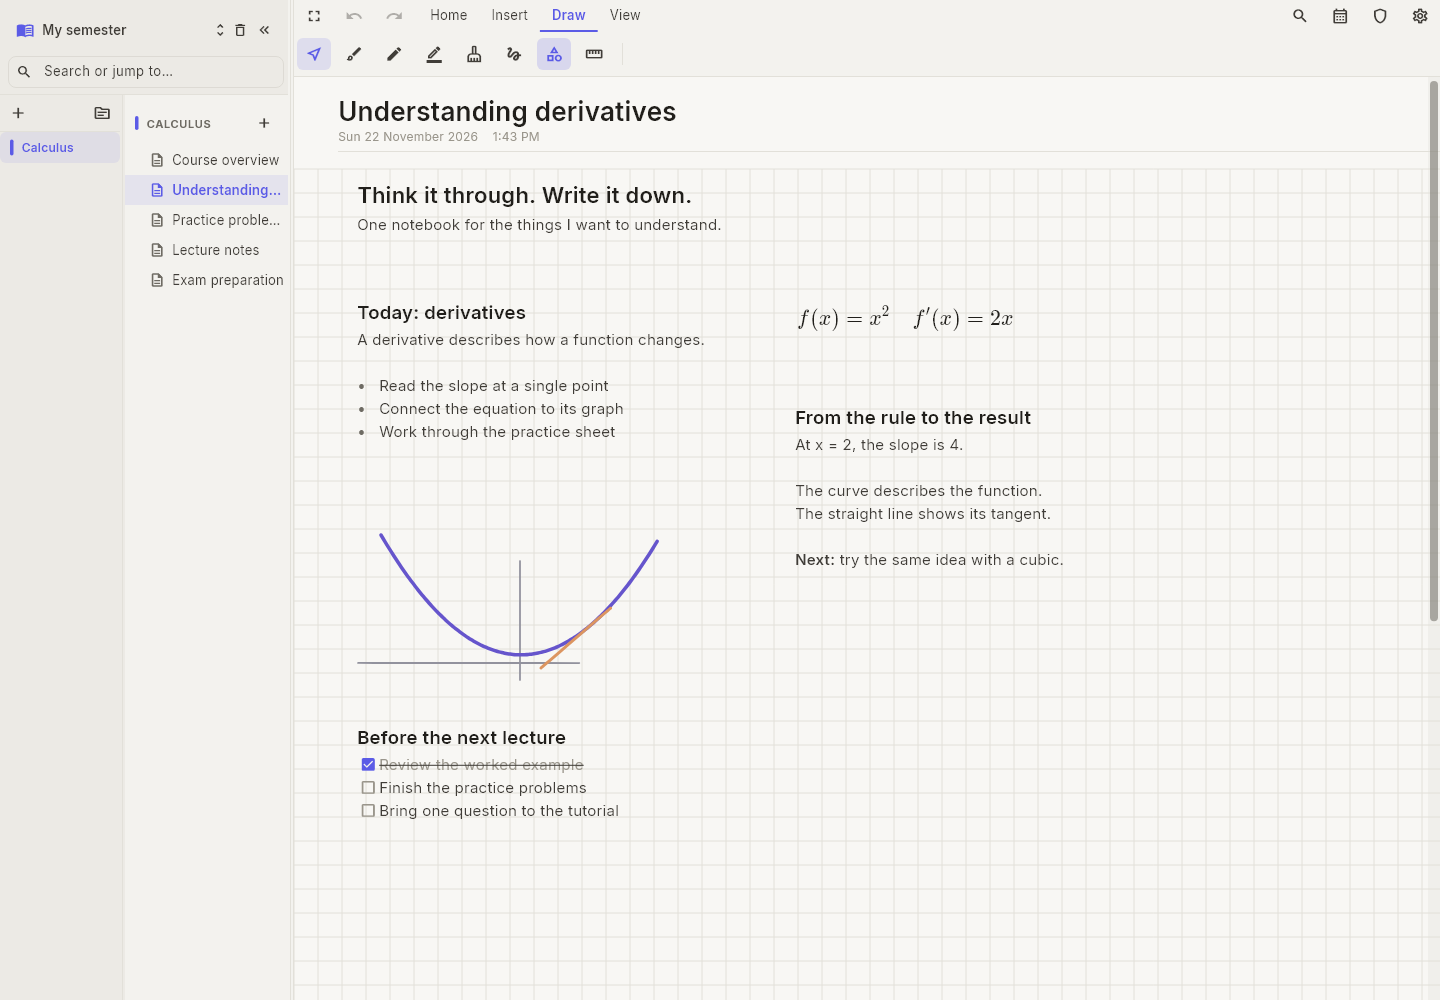 My semester
Search or jump to...
Calculus
CALCULUS
Course overview
Understanding...
Practice proble...
Lecture notes
Exam preparation
Home
Insert
Draw
View
Understanding derivatives
Sun 22 November 2026 1:43 PM
Think it through. Write it down.
One notebook for the things I want to understand.
Today: derivatives
A derivative describes how a function changes.
• Read the slope at a single point
• Connect the equation to its graph
• Work through the practice sheet
f(x) = x² f′(x) = 2x
From the rule to the result
At x = 2, the slope is 4.
The curve describes the function.
The straight line shows its tangent.
Next: try the same idea with a cubic.
Before the next lecture
Review the worked example
Finish the practice problems
Bring one question to the tutorial